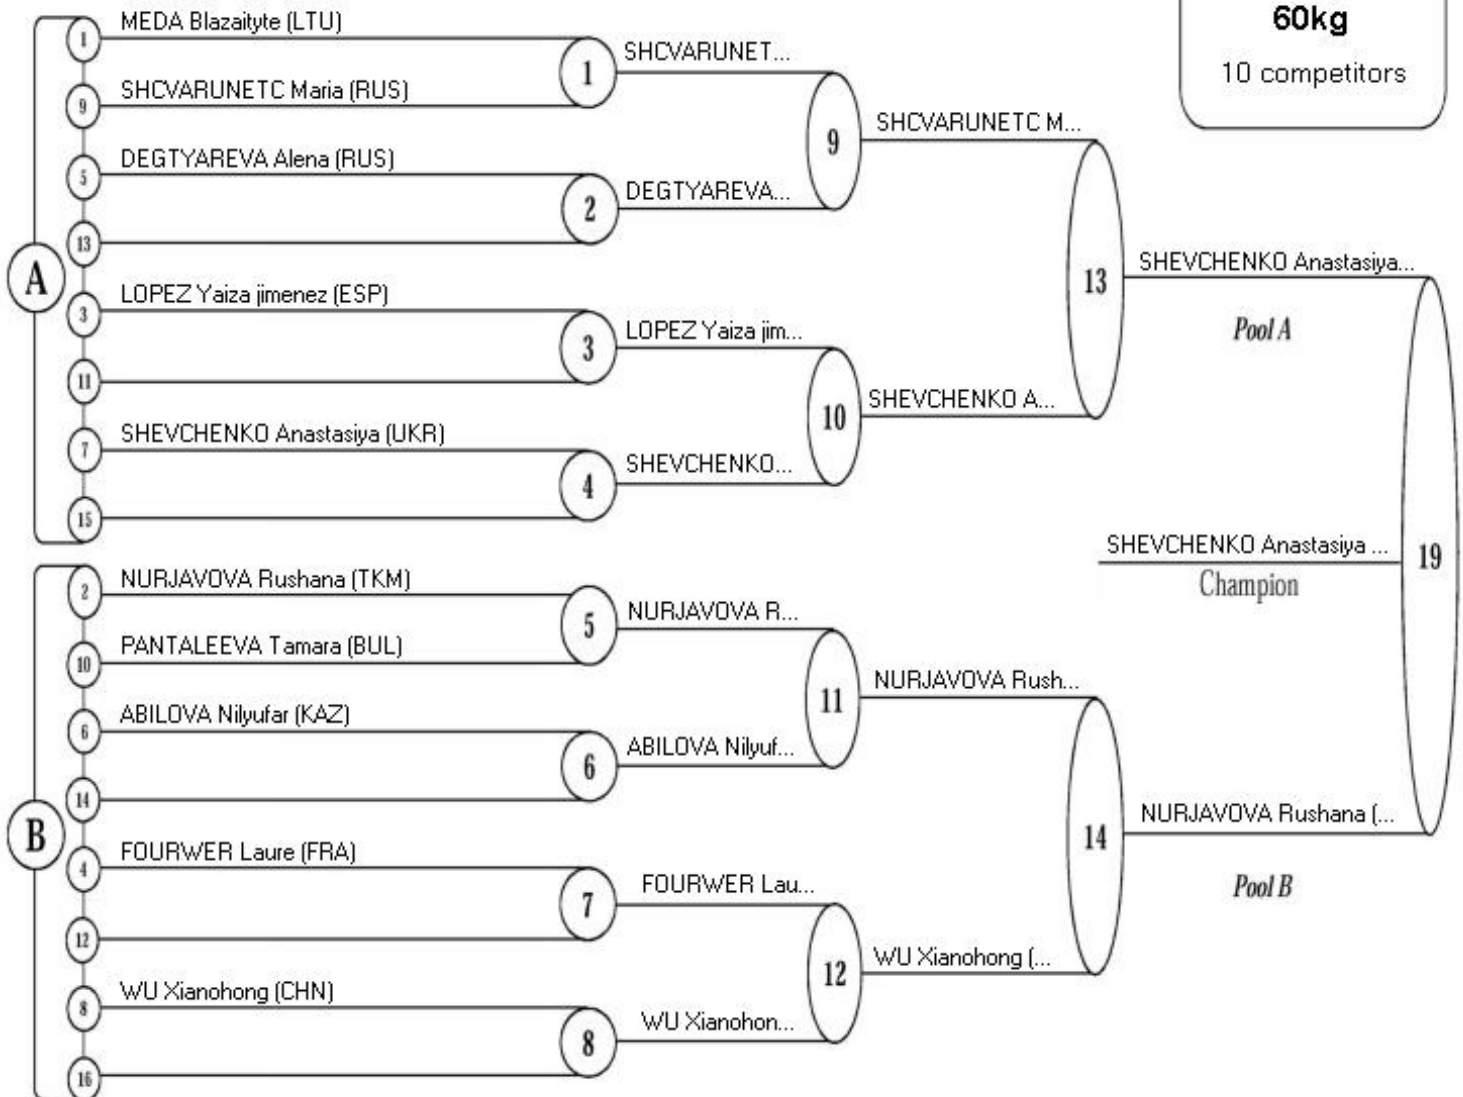 60kg
10 competitors
A
1
MEDA Blazaityte (LTU)
9
SHCVARUNETC Maria (RUS)
5
DEGTYAREVA Alena (RUS)
13
3
LOPEZ Yaiza jimenez (ESP)
11
7
SHEVCHENKO Anastasiya (UKR)
15
1
2
3
4
SHCVARUNET...
DEGTYAREVA...
LOPEZ Yaiza jim...
SHEVCHENKO...
9
10
SHCVARUNETC M...
SHEVCHENKO A...
13
SHEVCHENKO Anastasiya...
Pool A
B
2
NURJAVOVA Rushana (TKM)
10
PANTALEEVA Tamara (BUL)
6
ABILOVA Nilyufar (KAZ)
14
4
FOURWER Laure (FRA)
12
8
WU Xianohong (CHN)
16
5
6
7
8
NURJAVOVA R...
ABILOVA Nilyuf...
FOURWER Lau...
WU Xianohon...
11
12
NURJAVOVA Rush...
WU Xianohong (...
14
NURJAVOVA Rushana (...
Pool B
SHEVCHENKO Anastasiya ...
Champion
19